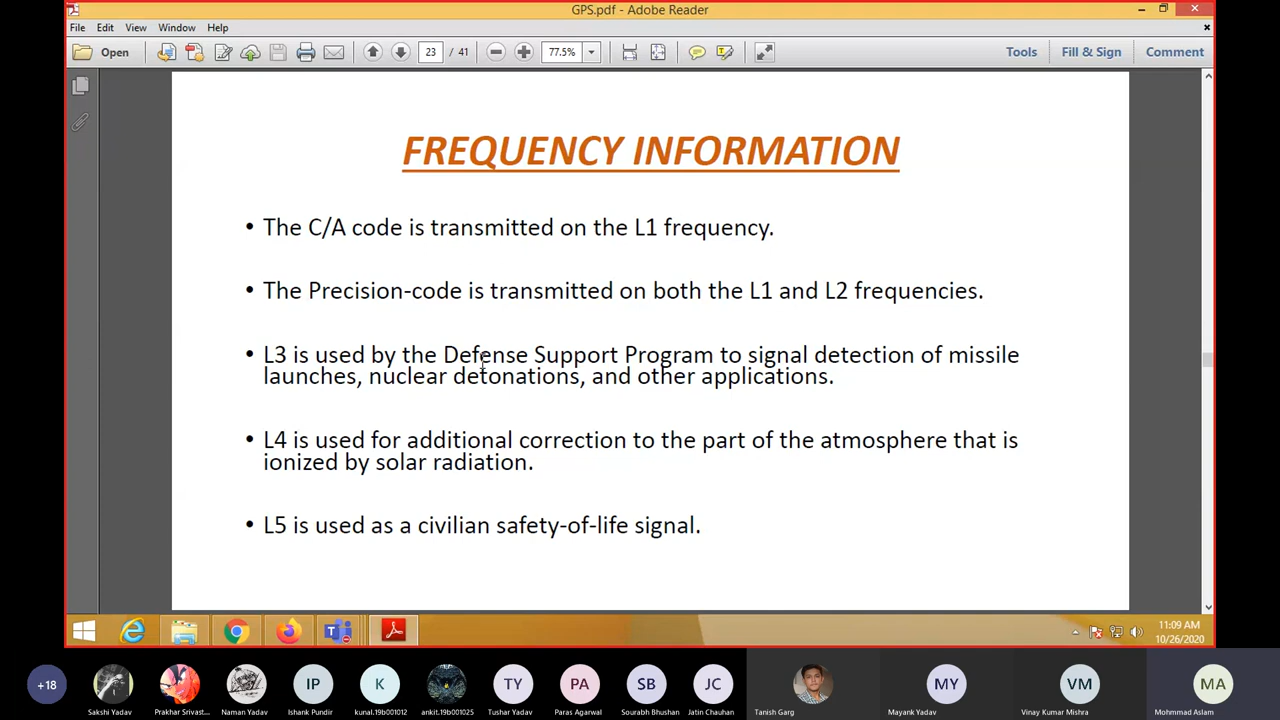 GPS.pdf - Adobe Reader
File Edit View Window Help
Open 23 / 41 77.5% Tools Fill & Sign Comment
FREQUENCY INFORMATION
• The C/A code is transmitted on the L1 frequency.
• The Precision-code is transmitted on both the L1 and L2 frequencies.
• L3 is used by the Defense Support Program to signal detection of missile
launches, nuclear detonations, and other applications.
• L4 is used for additional correction to the part of the atmosphere that is
ionized by solar radiation.
• L5 is used as a civilian safety-of-life signal.
11:09 AM
10/26/2020
+18 IP K TY PA SB JC MY VM MA
Sakshi Yadav Prakhar Srivast... Naman Yadav Ishank Pundir kunal.19b001012 ankit.19b001025 Tushar Yadav Paras Agarwal Sourabh Bhushan Jatin Chauhan Tanish Garg Mayank Yadav Vinay Kumar Mishra Mohmmad Aslam